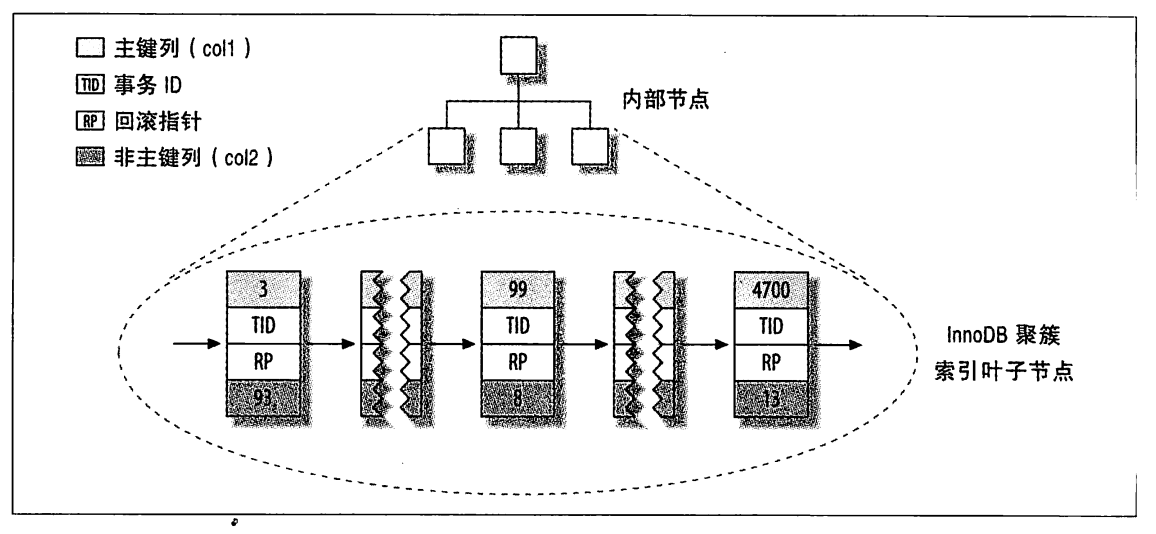 主键列 ( col1 )
TID 事务 ID
RP 回滚指针
非主键列 ( col2 )
内部节点
3
TID
RP
93
99
TID
RP
8
4700
TID
RP
13
InnoDB 聚簇
索引叶子节点